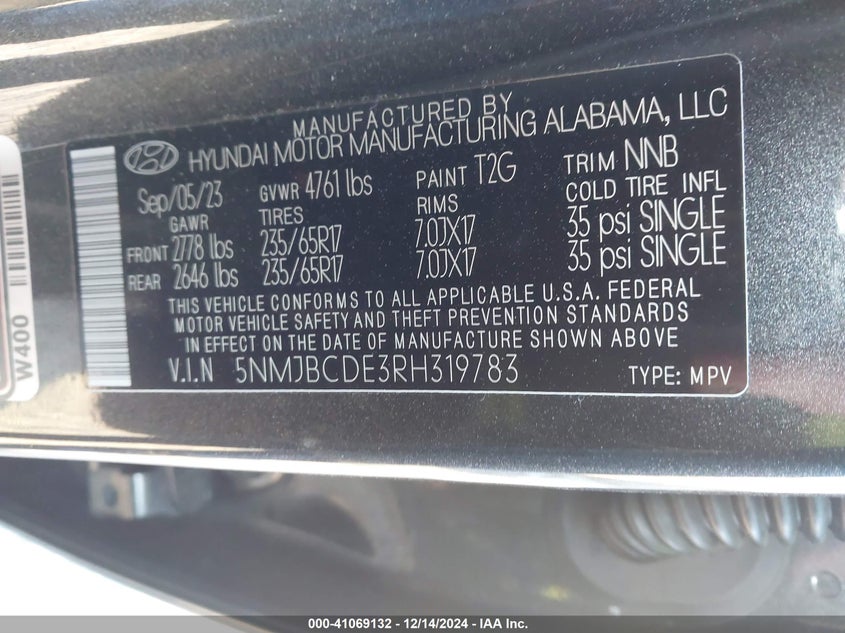 MANUFACTURED BY
HYUNDAI MOTOR MANUFACTURING ALABAMA, LLC
Sep/05/23 GVWR 4761 lbs PAINT T2G TRIM NNB
GAWR TIRES RIMS COLD TIRE INFL
FRONT 2778 lbs 235/65R17 7.0JX17 35 psi SINGLE
REAR 2646 lbs 235/65R17 7.0JX17 35 psi SINGLE
THIS VEHICLE CONFORMS TO ALL APPLICABLE U.S.A. FEDERAL
MOTOR VEHICLE SAFETY AND THEFT PREVENTION STANDARDS
IN EFFECT ON THE DATE OF MANUFACTURE SHOWN ABOVE
V.I.N 5NMJBCDE3RH319783 TYPE: MPV
W400
000-41069132 - 12/14/2024 - IAA Inc.